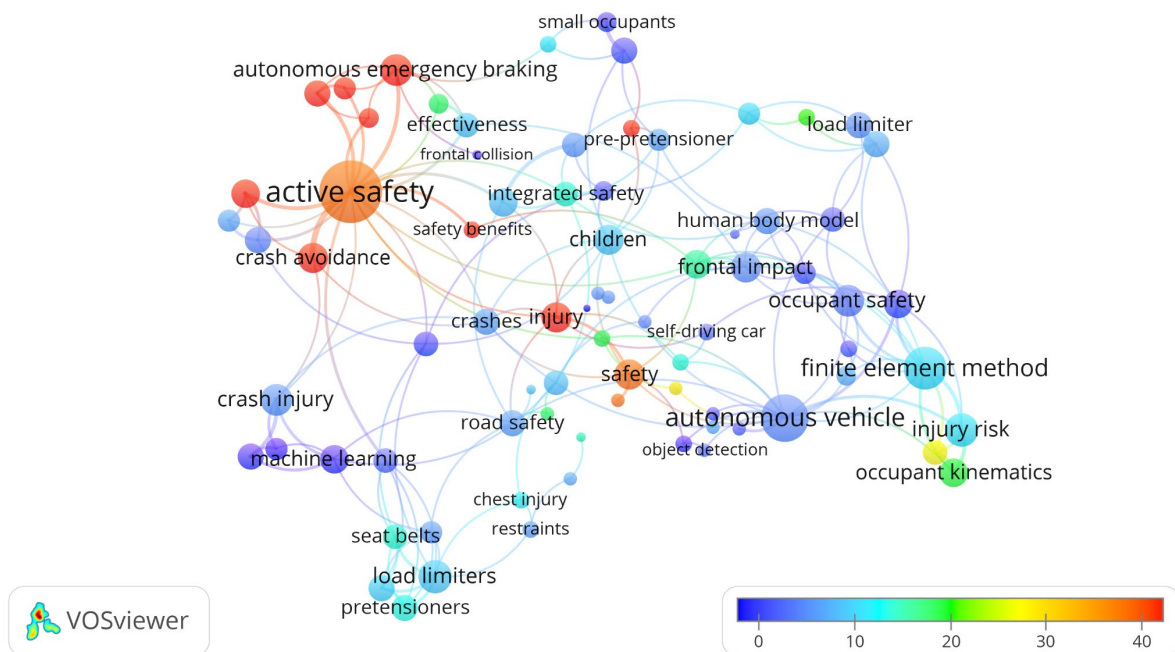 small occupants
autonomous emergency braking
effectiveness
load limiter
pre-pretensioner
frontal collision
active safety
integrated safety
human body model
safety benefits
children
crash avoidance
frontal impact
occupant safety
crashes
injury
self-driving car
safety
finite element method
crash injury
autonomous vehicle
road safety
injury risk
object detection
machine learning
occupant kinematics
chest injury
restraints
seat belts
load limiters
pretensioners
VOSviewer
0 10 20 30 40